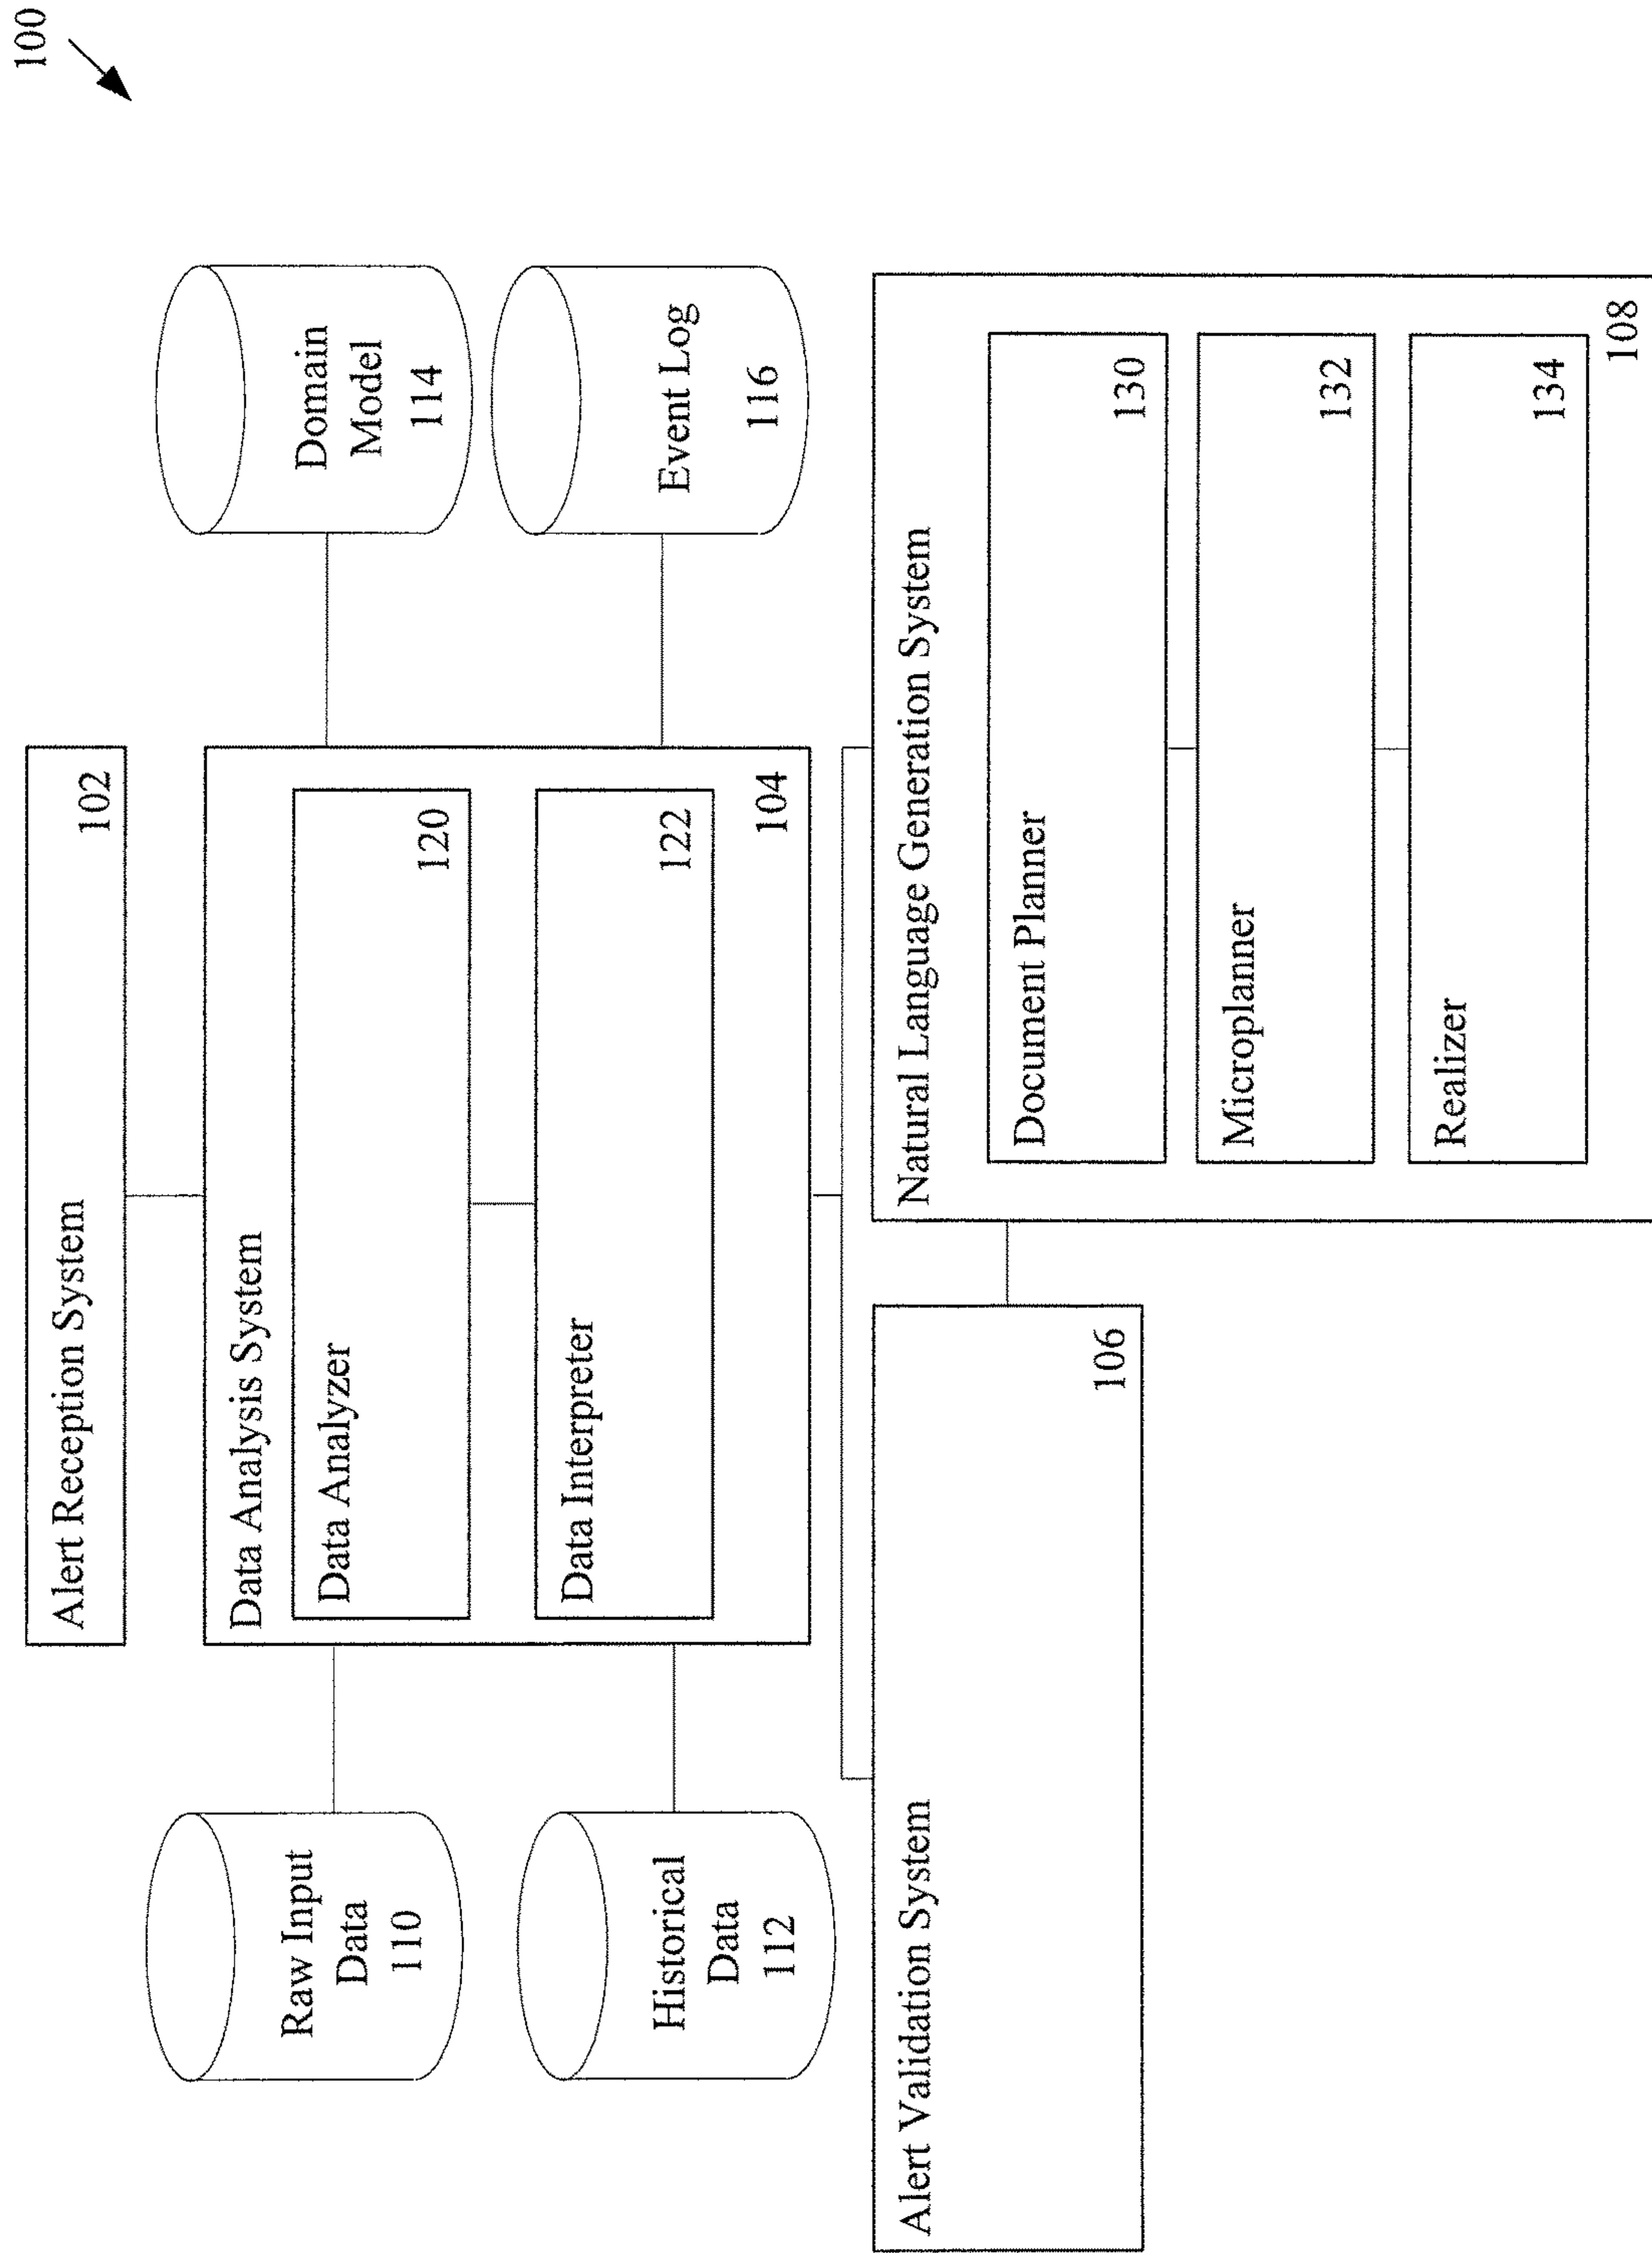 100
Alert Reception System
102
Raw Input
Data
110
Historical
Data
112
Data Analysis System
Data Analyzer
120
Data Interpreter
122
104
Domain
Model
114
Event Log
116
Alert Validation System
106
Natural Language Generation System
Document Planner
130
Microplanner
132
Realizer
134
108